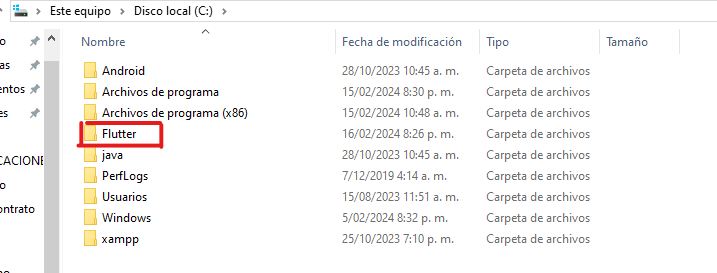 Este equipo > Disco local (C:) >
Nombre Fecha de modificación Tipo Tamaño
Android 28/10/2023 10:45 a. m. Carpeta de archivos
Archivos de programa 15/02/2024 8:30 p. m. Carpeta de archivos
Archivos de programa (x86) 15/02/2024 10:48 a. m. Carpeta de archivos
Flutter 16/02/2024 8:26 p. m. Carpeta de archivos
java 28/10/2023 10:45 a. m. Carpeta de archivos
PerfLogs 7/12/2019 4:14 a. m. Carpeta de archivos
CACIONE
Usuarios 15/08/2023 11:51 a. m. Carpeta de archivos
Windows 5/02/2024 8:32 p. m. Carpeta de archivos
ontrato
xampp 25/10/2023 7:10 p. m. Carpeta de archivos